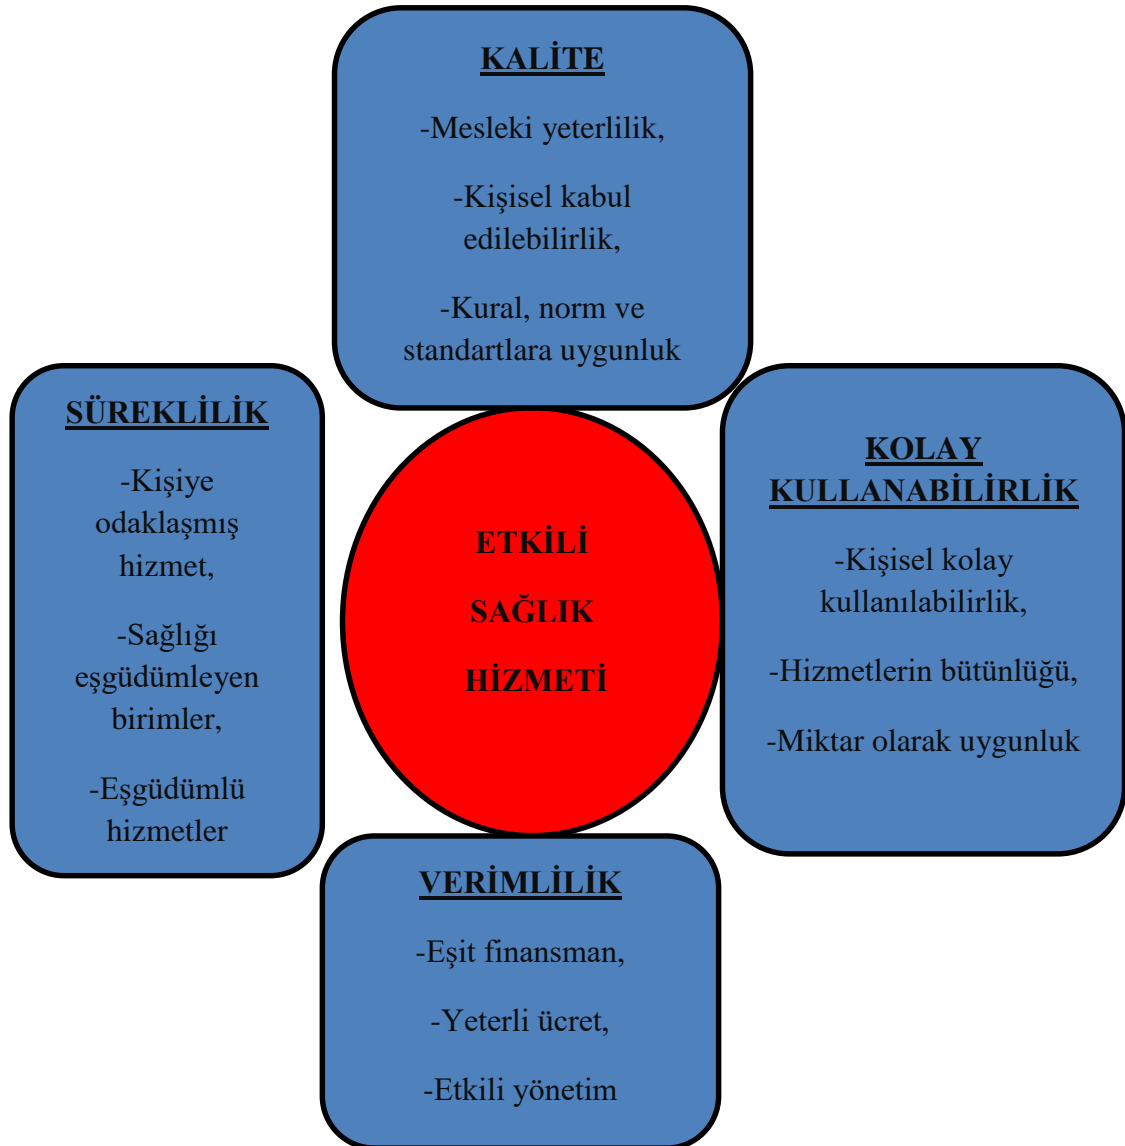 KALİTE
-Mesleki yeterlilik,
-Kişisel kabul
edilebilirlik,
-Kural, norm ve
standartlara uygunluk
SÜREKLİLİK
-Kişiye
odaklaşmış
hizmet,
-Sağlığı
eşgüdümleyen
birimler,
-Eşgüdümlü
hizmetler
ETKİLİ
SAĞLIK
HİZMETİ
KOLAY
KULLANABİLİRLİK
-Kişisel kolay
kullanılabilirlik,
-Hizmetlerin bütünlüğü,
-Miktar olarak uygunluk
VERİMLİLİK
-Eşit finansman,
-Yeterli ücret,
-Etkili yönetim